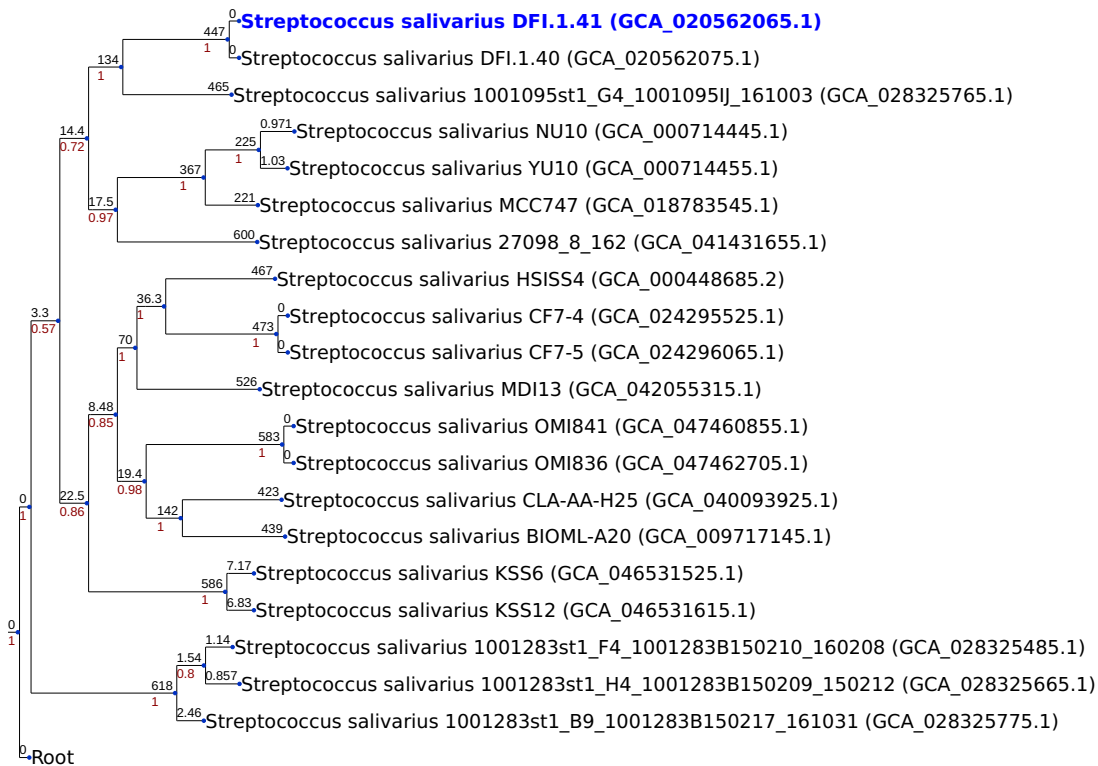 0
Streptococcus salivarius DFI.1.41 (GCA_020562065.1)
447
1
0
Streptococcus salivarius DFI.1.40 (GCA_020562075.1)
134
1
465
Streptococcus salivarius 1001095st1_G4_1001095IJ_161003 (GCA_028325765.1)
14.4
0.72
0.971
Streptococcus salivarius NU10 (GCA_000714445.1)
225
1
1.03
Streptococcus salivarius YU10 (GCA_000714455.1)
367
1
221
Streptococcus salivarius MCC747 (GCA_018783545.1)
17.5
0.97
600
Streptococcus salivarius 27098_8_162 (GCA_041431655.1)
467
Streptococcus salivarius HSISS4 (GCA_000448685.2)
36.3
1
0
Streptococcus salivarius CF7-4 (GCA_024295525.1)
3.3
0.57
473
1
0
Streptococcus salivarius CF7-5 (GCA_024296065.1)
70
1
526
Streptococcus salivarius MDI13 (GCA_042055315.1)
8.48
0.85
0
Streptococcus salivarius OMI841 (GCA_047460855.1)
583
1
0
Streptococcus salivarius OMI836 (GCA_047462705.1)
19.4
0.98
423
Streptococcus salivarius CLA-AA-H25 (GCA_040093925.1)
22.5
0.86
0
1
142
1
439
Streptococcus salivarius BIOML-A20 (GCA_009717145.1)
7.17
Streptococcus salivarius KSS6 (GCA_046531525.1)
586
1
6.83
Streptococcus salivarius KSS12 (GCA_046531615.1)
0
1
1.14
Streptococcus salivarius 1001283st1_F4_1001283B150210_160208 (GCA_028325485.1)
1.54
0.8
0.857
Streptococcus salivarius 1001283st1_H4_1001283B150209_150212 (GCA_028325665.1)
618
1
2.46
Streptococcus salivarius 1001283st1_B9_1001283B150217_161031 (GCA_028325775.1)
0
Root